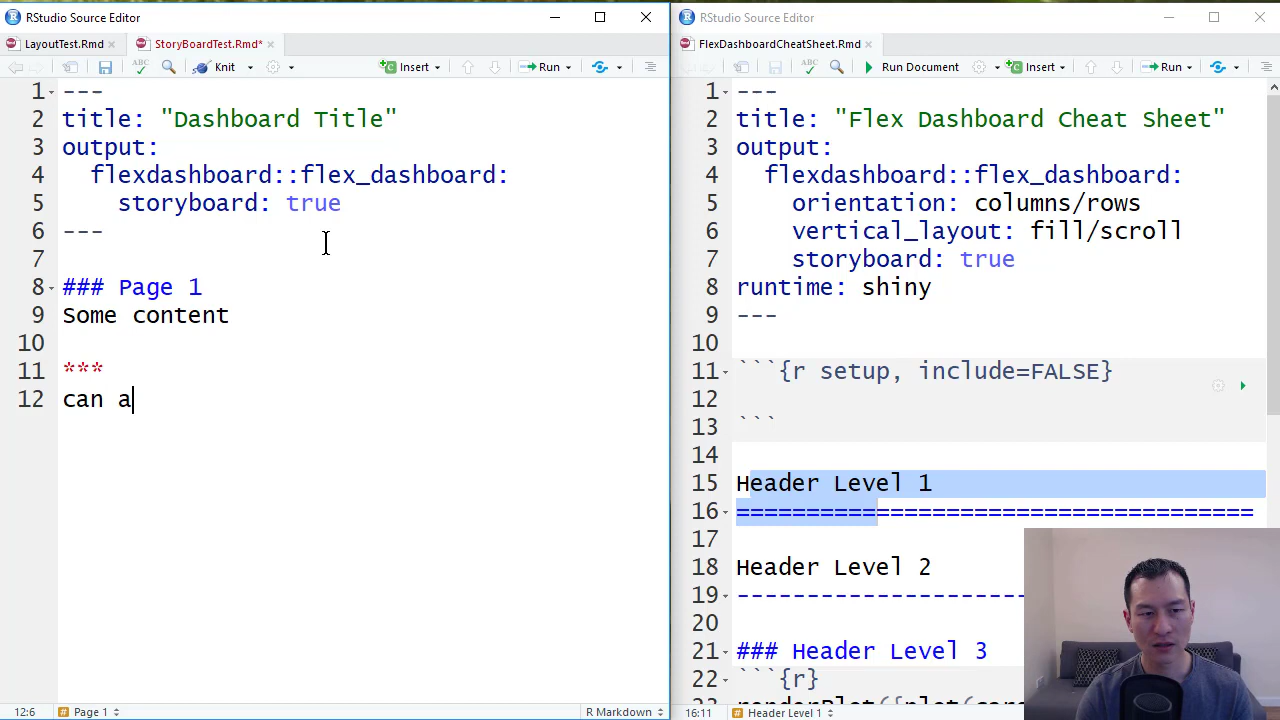 RStudio Source Editor
LayoutTest.Rmd
StoryBoardTest.Rmd*
ABC
Knit
Insert
Run
1 ---
2 title: "Dashboard Title"
3 output:
4 flexdashboard::flex_dashboard:
5 storyboard: true
6 ---
7
8 ### Page 1
9 Some content
10
11 ***
12 can a
12:6
# Page 1
R Markdown
RStudio Source Editor
FlexDashboardCheatSheet.Rmd
ABC
Run Document
Insert
Run
1 ---
2 title: "Flex Dashboard Cheat Sheet"
3 output:
4 flexdashboard::flex_dashboard:
5 orientation: columns/rows
6 vertical_layout: fill/scroll
7 storyboard: true
8 runtime: shiny
9 ---
10
11 ```{r setup, include=FALSE}
12
13 ```
14
15 Header Level 1
16 =====================================
17
18 Header Level 2
19 ---------------------
20
21 ### Header Level 3
22 ```{r}
23
16:11
# Header Level 1